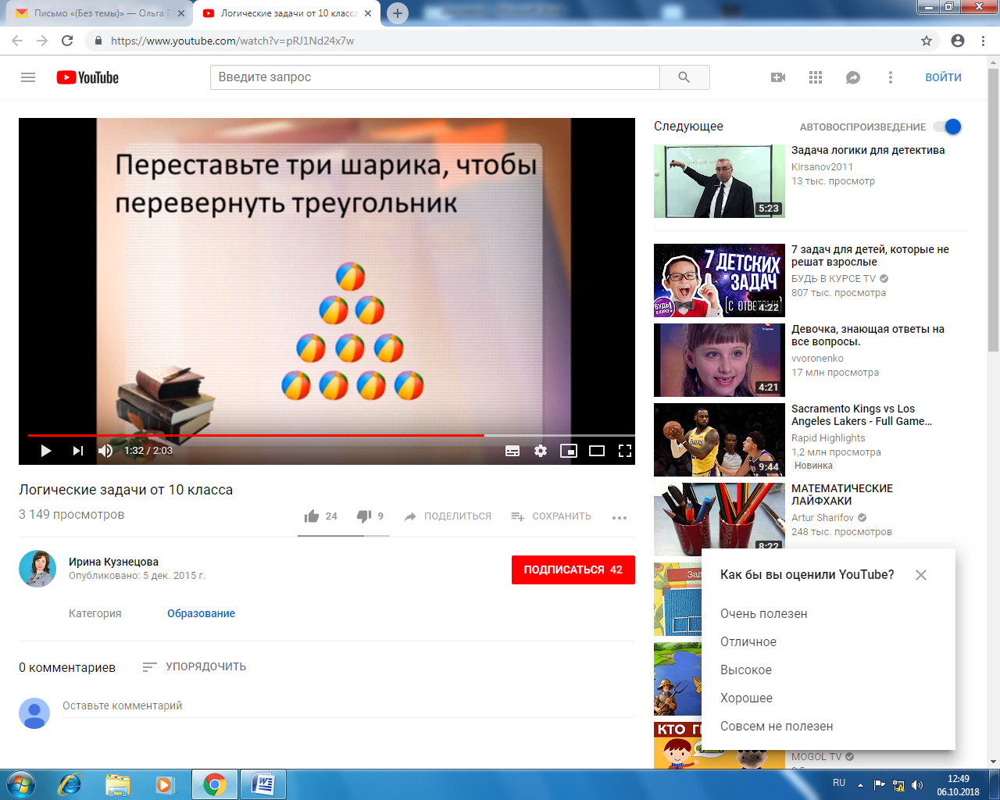 Письмо «(Без темы)» — Ольга
Логические задачи от 10 класса
https://www.youtube.com/watch?v=pRJ1Nd24x7w
YouTube
Введите запрос
ВОЙТИ
Переставьте три шарика, чтобы
перевернуть треугольник
1:32 / 2:03
Логические задачи от 10 класса
3 149 просмотров
24
9
ПОДЕЛИТЬСЯ
СОХРАНИТЬ
Ирина Кузнецова
Опубликовано: 5 дек. 2015 г.
ПОДПИСАТЬСЯ 42
Категория
Образование
0 комментариев
УПОРЯДОЧИТЬ
Оставьте комментарий
Следующее
АВТОВОСПРОИЗВЕДЕНИЕ
5:23
Задача логики для детектива
Kirsanov2011
13 тыс. просмотр
7 ДЕТСКИХ
ЗАДАЧ
(С ОТВЕТАМИ)
БУДЬ
В КУРСЕ
4:22
7 задач для детей, которые не
решат взрослые
БУДЬ В КУРСЕ TV
807 тыс. просмотра
4:21
Девочка, знающая ответы на
все вопросы.
vvoronenko
17 млн просмотра
9:44
Sacramento Kings vs Los
Angeles Lakers - Full Game…
Rapid Highlights
1,2 млн просмотра
Новинка
8:22
МАТЕМАТИЧЕСКИЕ
ЛАЙФХАКИ
Artur Sharifov
248 тыс. просмотров
Зад
КТО Г
MOGOL TV
Как бы вы оценили YouTube?
Очень полезен
Отличное
Высокое
Хорошее
Совсем не полезен
RU
12:49
06.10.2018